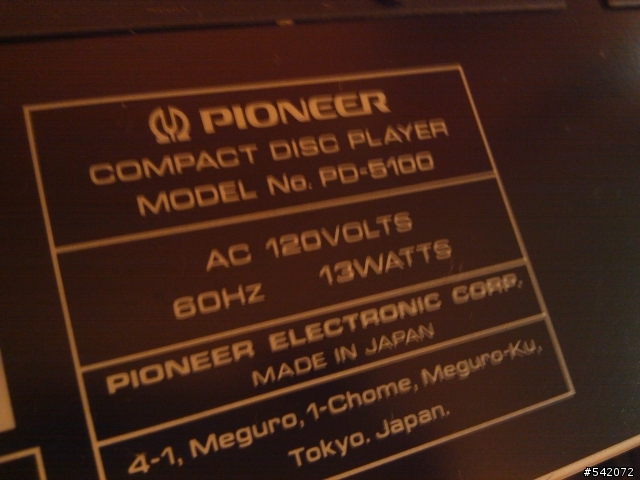 PIONEER
COMPACT DISC PLAYER
MODEL No. PD-5100
AC 120VOLTS
60HZ 13WATTS
PIONEER ELECTRONIC CORP.
MADE IN JAPAN
4-1, Meguro, 1-Chome, Meguro-Ku,
Tokyo. Japan.
#542072